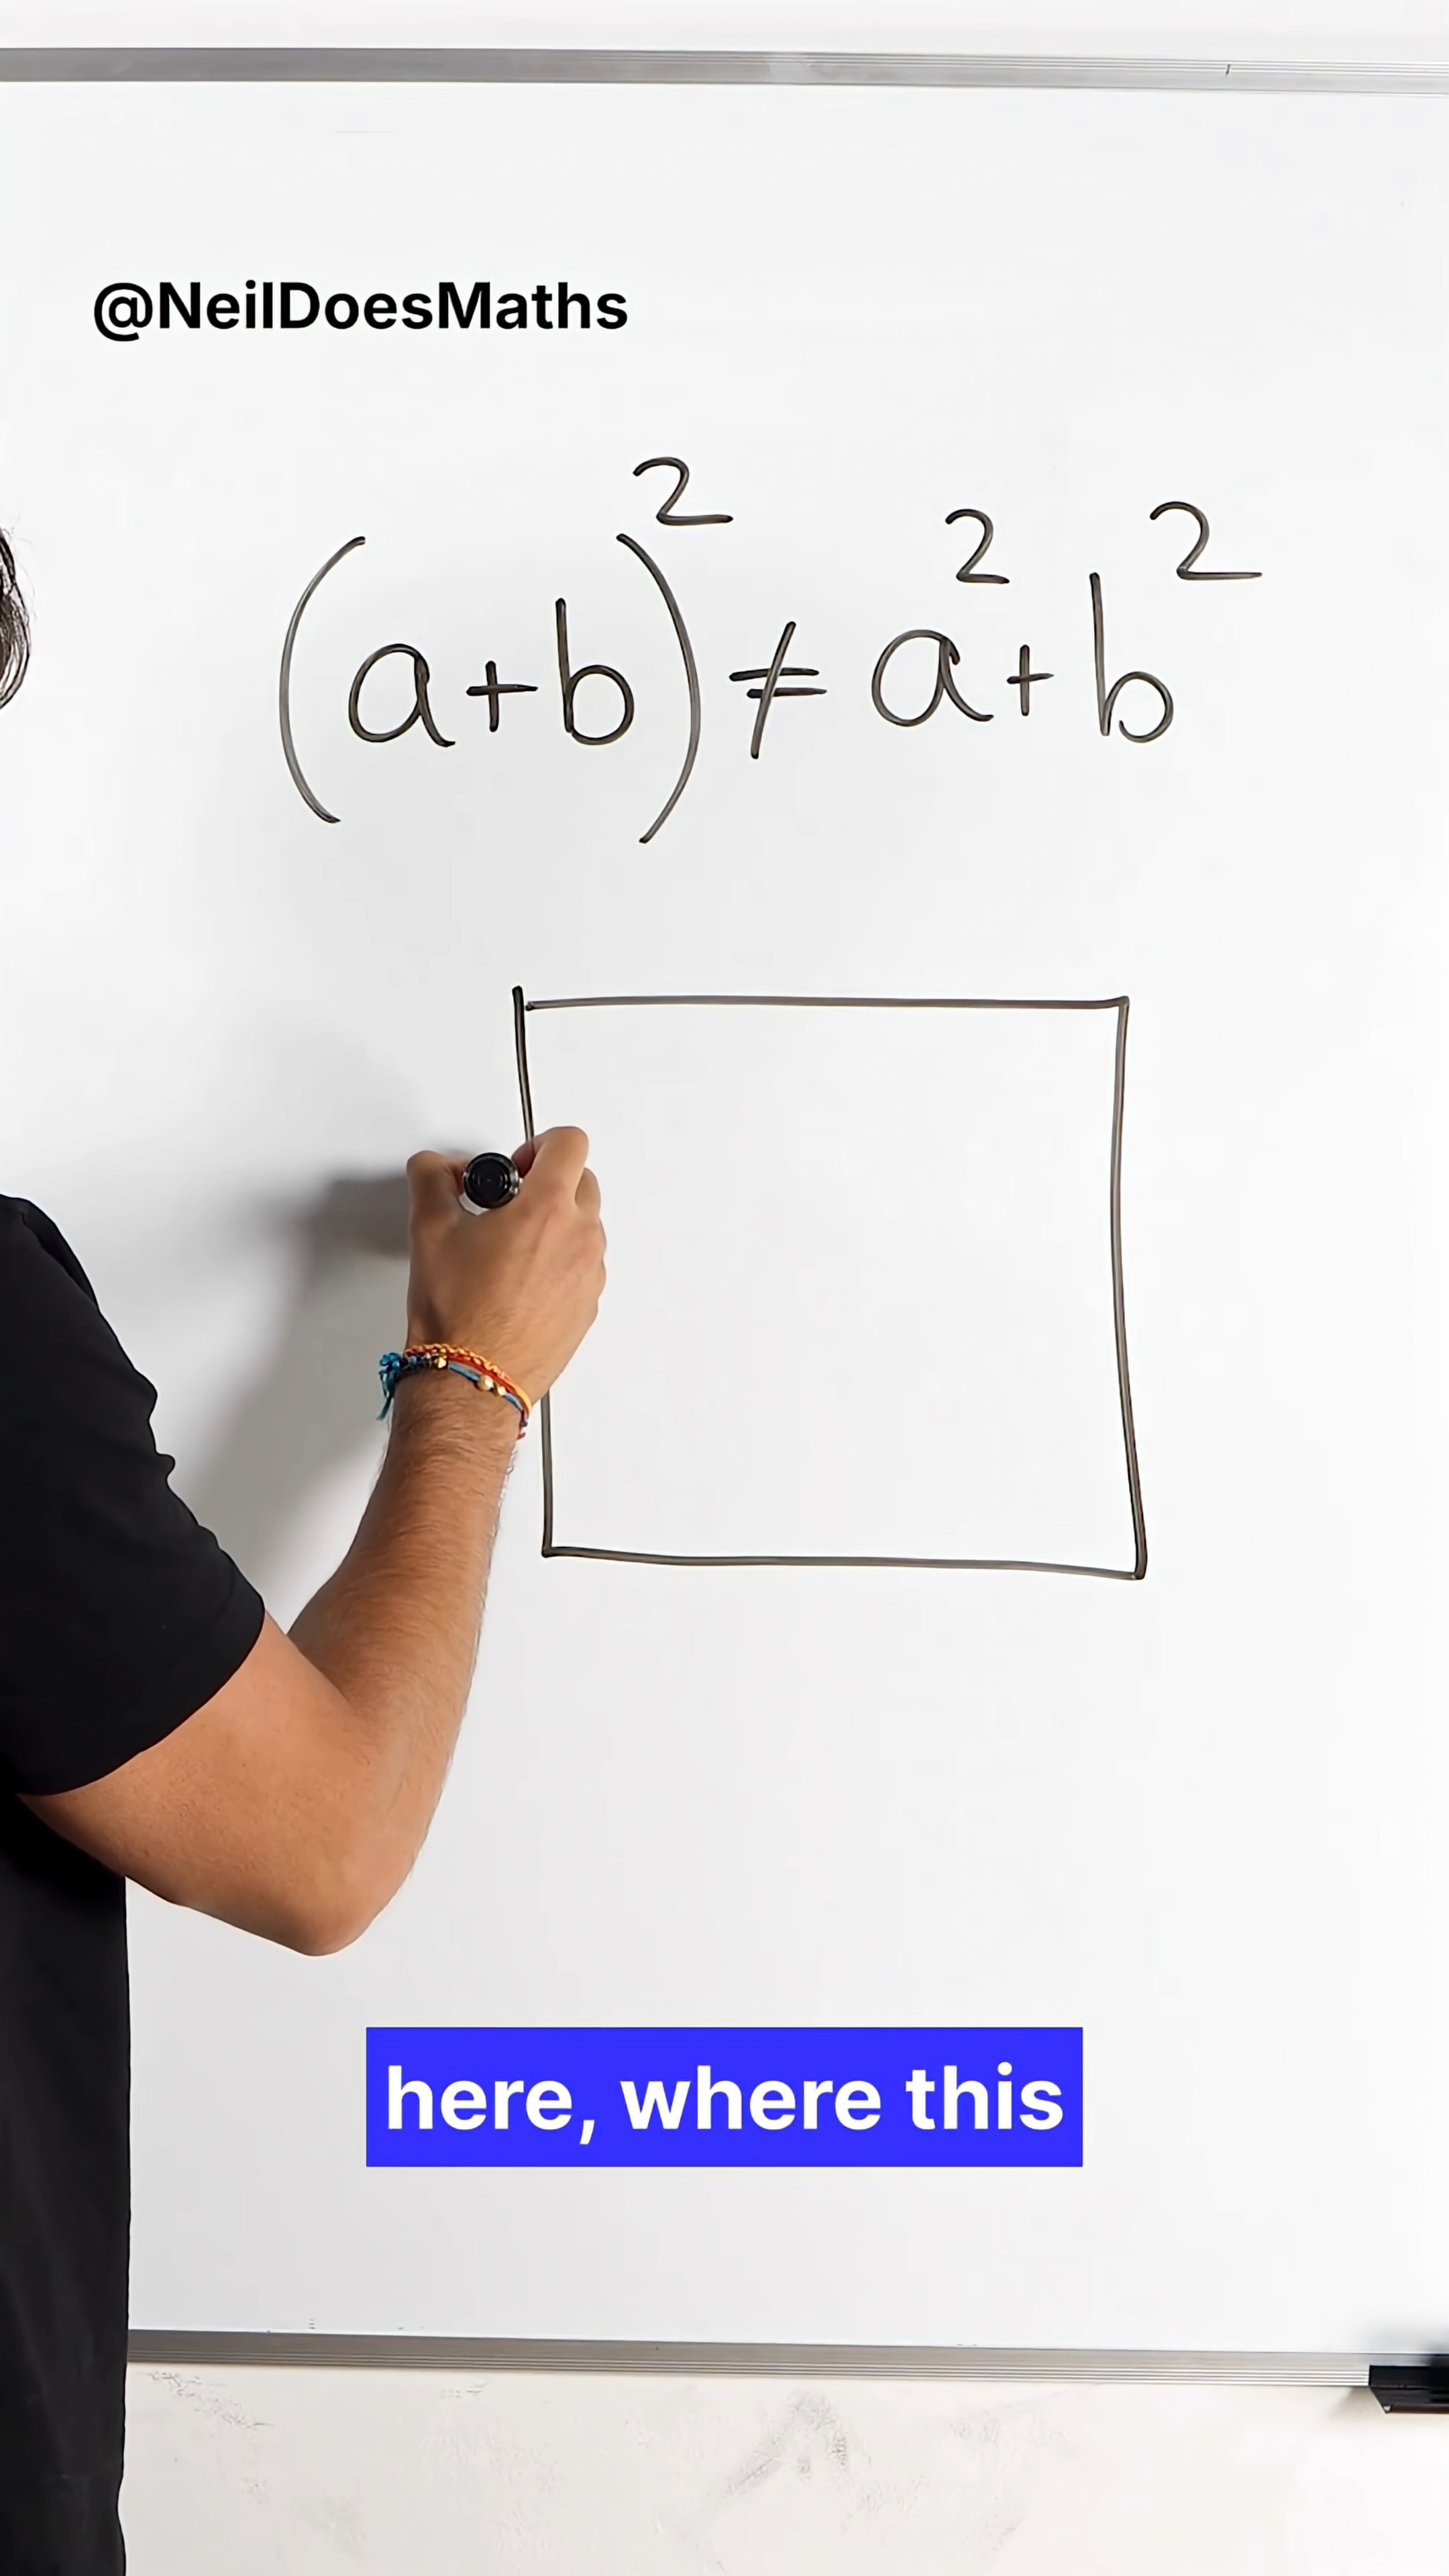 @NeilDoesMaths
(a+b)² ≠ a²+b²
here, where this